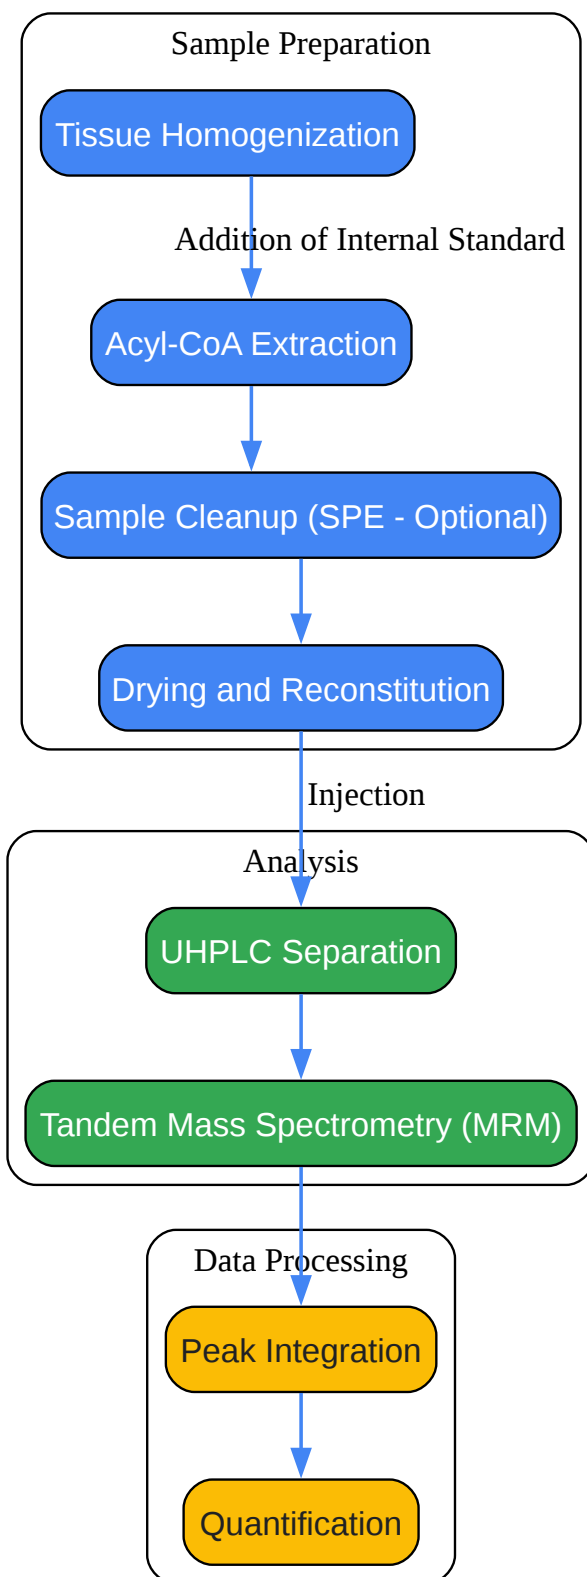 Sample Preparation
Tissue Homogenization
Addition of Internal Standard
Acyl-CoA Extraction
Sample Cleanup (SPE - Optional)
Drying and Reconstitution
Injection
Analysis
UHPLC Separation
Tandem Mass Spectrometry (MRM)
Data Processing
Peak Integration
Quantification